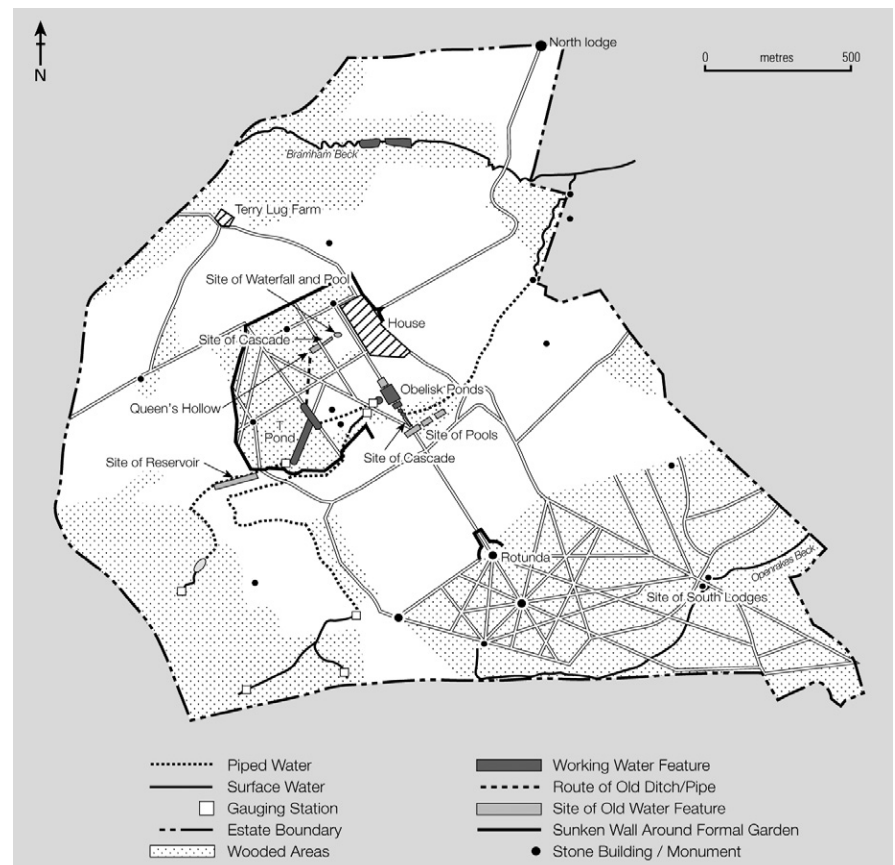 North lodge
0 metres 500
N
Bramham Beck
Terry Lug Farm
Site of Waterfall and Pool
House
Site of Cascade
Queen's Hollow
Obelisk Ponds
T
Pond
Site of Pools
Site of Cascade
Site of Reservoir
Rotunda
Openrakes Beck
Site of South Lodges
Piped Water
Surface Water
Gauging Station
Estate Boundary
Wooded Areas
Working Water Feature
Route of Old Ditch/Pipe
Site of Old Water Feature
Sunken Wall Around Formal Garden
Stone Building / Monument